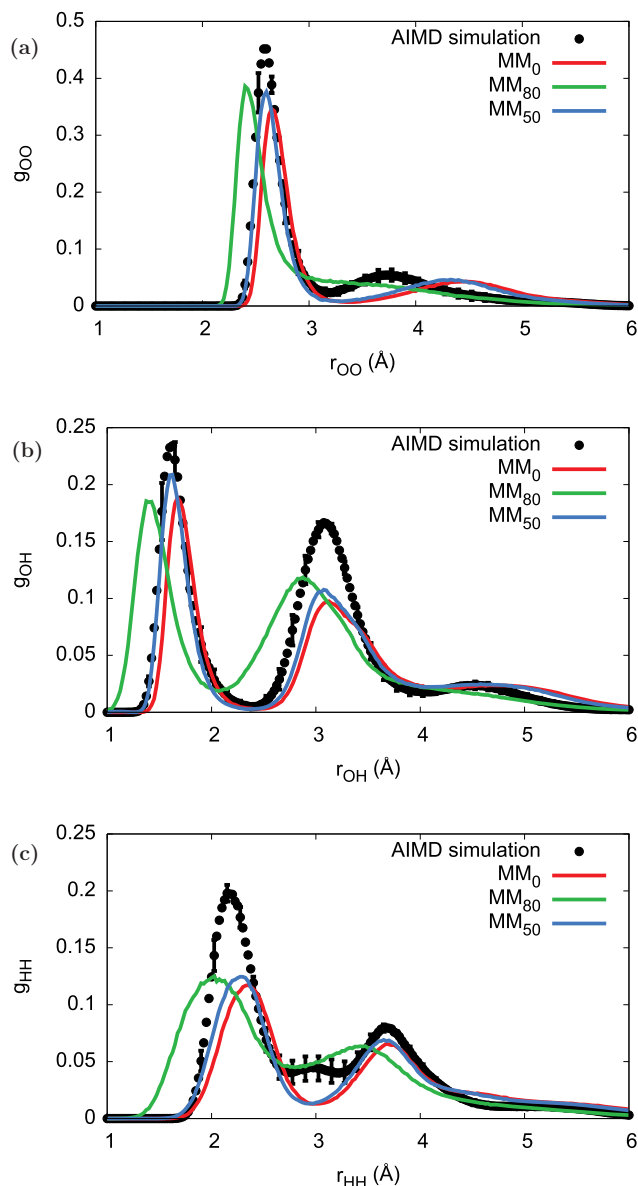 (a)
0.5
0.4
0.3
0.2
0.1
0
gOO
AIMD simulation
MM0
MM80
MM50
1 2 3 4 5 6
rOO (Å)
(b)
0.25
0.2
0.15
0.1
0.05
0
gOH
AIMD simulation
MM0
MM80
MM50
1 2 3 4 5 6
rOH (Å)
(c)
0.25
0.2
0.15
0.1
0.05
0
gHH
AIMD simulation
MM0
MM80
MM50
1 2 3 4 5 6
rHH (Å)